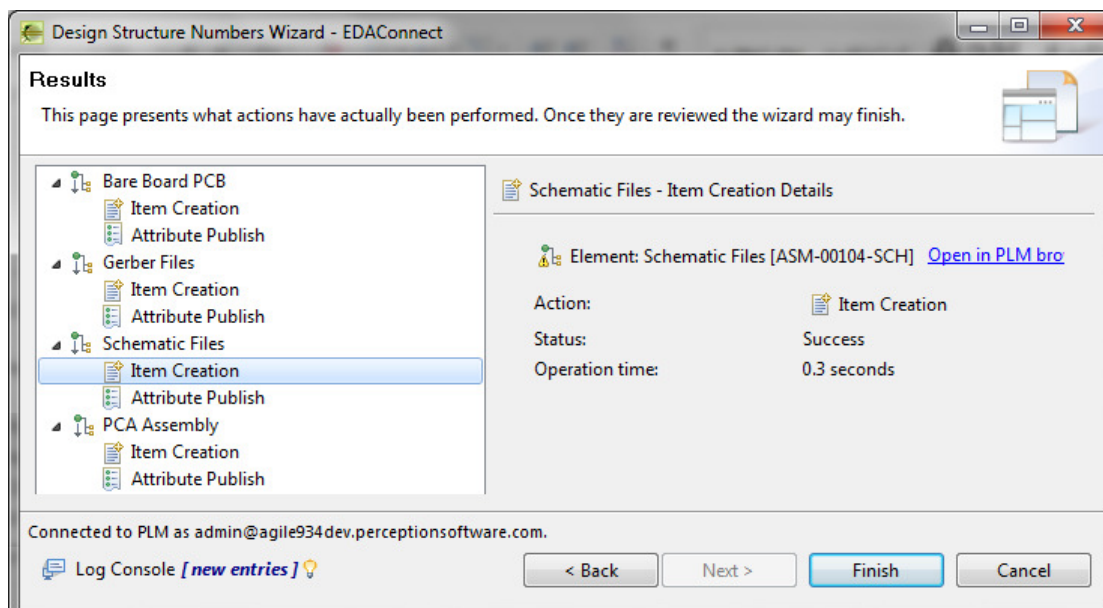 Design Structure Numbers Wizard - EDAConnect
Results
This page presents what actions have actually been performed. Once they are reviewed the wizard may finish.
Bare Board PCB
Item Creation
Attribute Publish
Gerber Files
Item Creation
Attribute Publish
Schematic Files
Item Creation
Attribute Publish
PCA Assembly
Item Creation
Attribute Publish
Schematic Files - Item Creation Details
Element: Schematic Files [ASM-00104-SCH] Open in PLM bro
Action: Item Creation
Status: Success
Operation time: 0.3 seconds
Connected to PLM as admin@agile934dev.perceptionsoftware.com.
Log Console [ new entries ] < Back Next > Finish Cancel